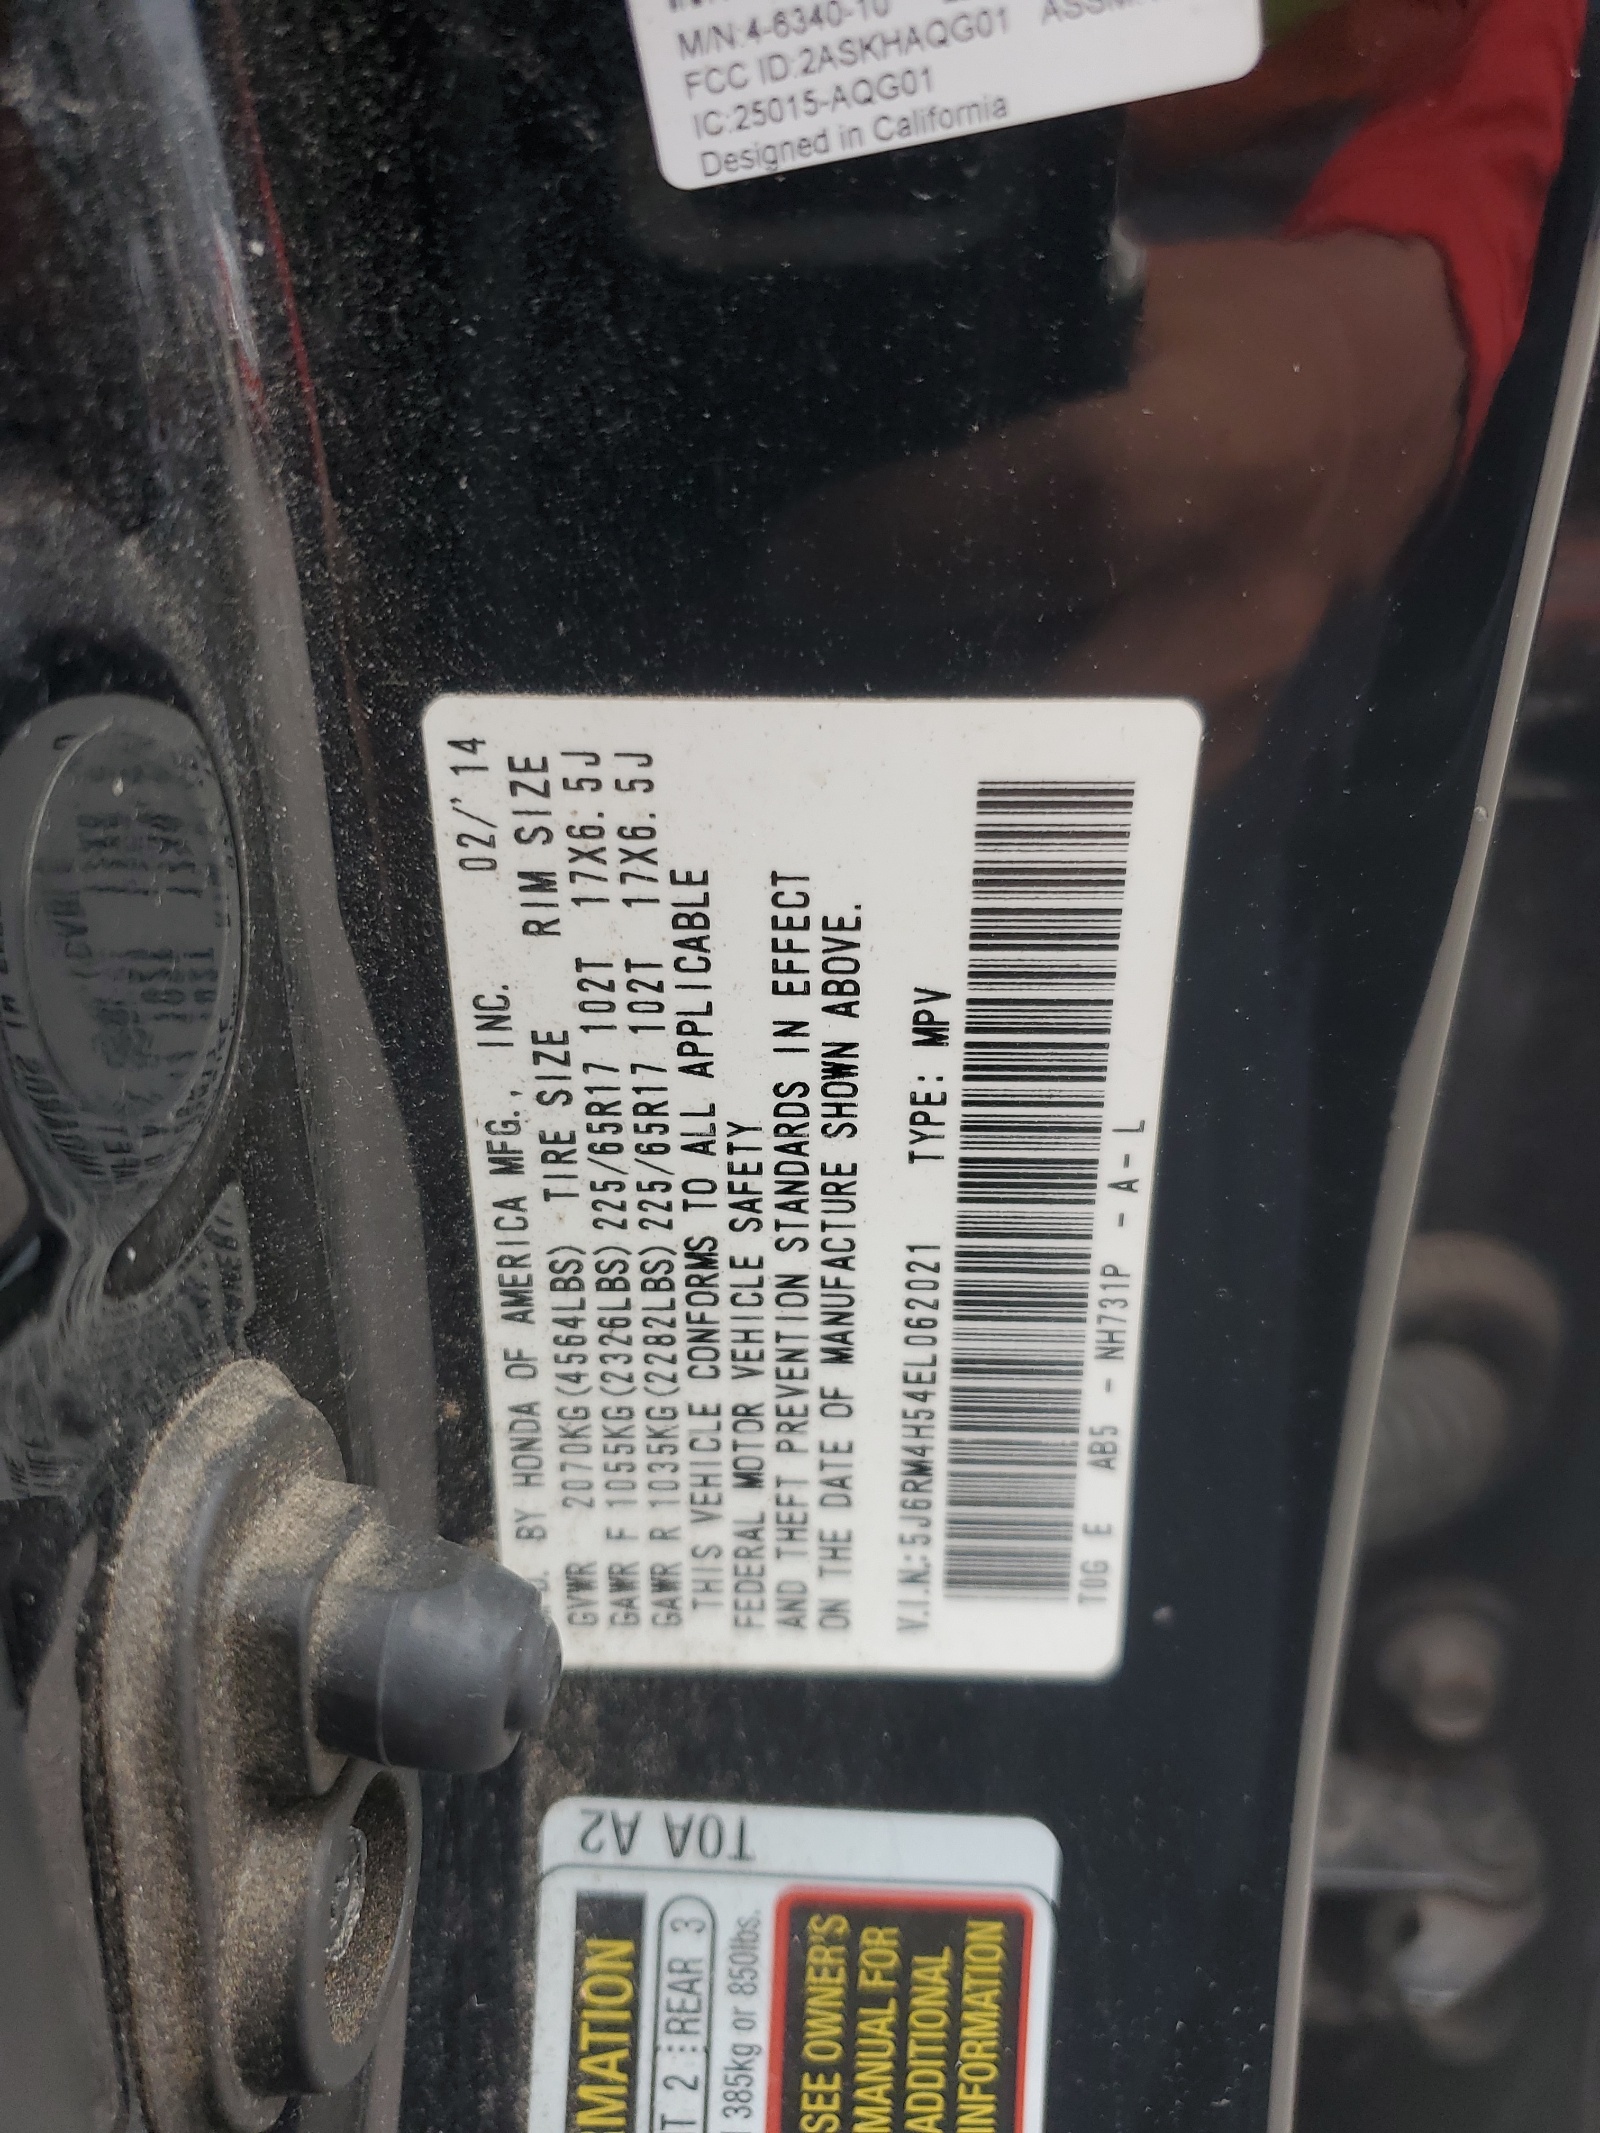 M/N:4-6340-10
FCC ID:2ASKHAQG01
IC:25015-AQG01
Designed in California
BY HONDA OF AMERICA MFG., INC. 02/'14
TIRE SIZE RIM SIZE
GVWR 2070KG(4564LBS)
GAWR F 1055KG(2326LBS) 225/65R17 102T 17X6.5J
GAWR R 1035KG(2282LBS) 225/65R17 102T 17X6.5J
THIS VEHICLE CONFORMS TO ALL APPLICABLE
FEDERAL MOTOR VEHICLE SAFETY
AND THEFT PREVENTION STANDARDS IN EFFECT
ON THE DATE OF MANUFACTURE SHOWN ABOVE.
V.I.N.:5J6RM4H54EL062021 TYPE: MPV
T0G E AB5 - NH731P - A- L
T0A A2
REAR 3
385kg or 850lbs.
SEE OWNER'S
MANUAL FOR
ADDITIONAL
INFORMATION